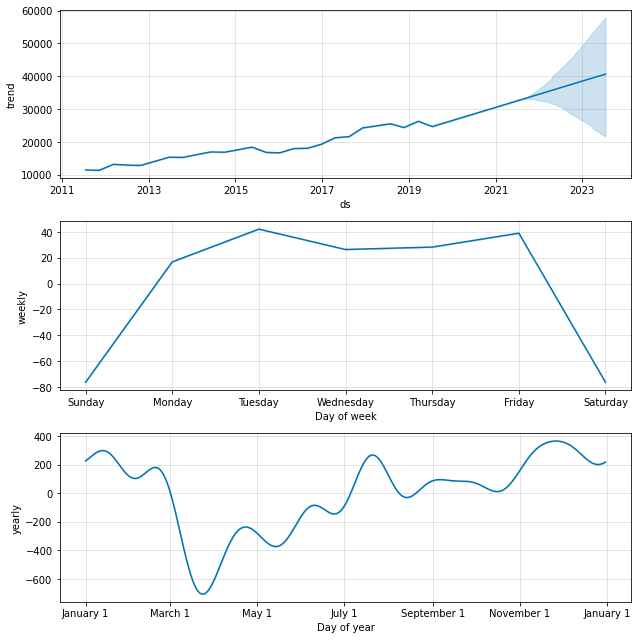 60000
50000
40000
30000
20000
10000
trend
2011 2013 2015 2017 2019 2021 2023
ds
40
20
0
−20
−40
−60
−80
weekly
Sunday Monday Tuesday Wednesday Thursday Friday Saturday
Day of week
400
200
0
−200
−400
−600
yearly
January 1 March 1 May 1 July 1 September 1 November 1 January 1
Day of year